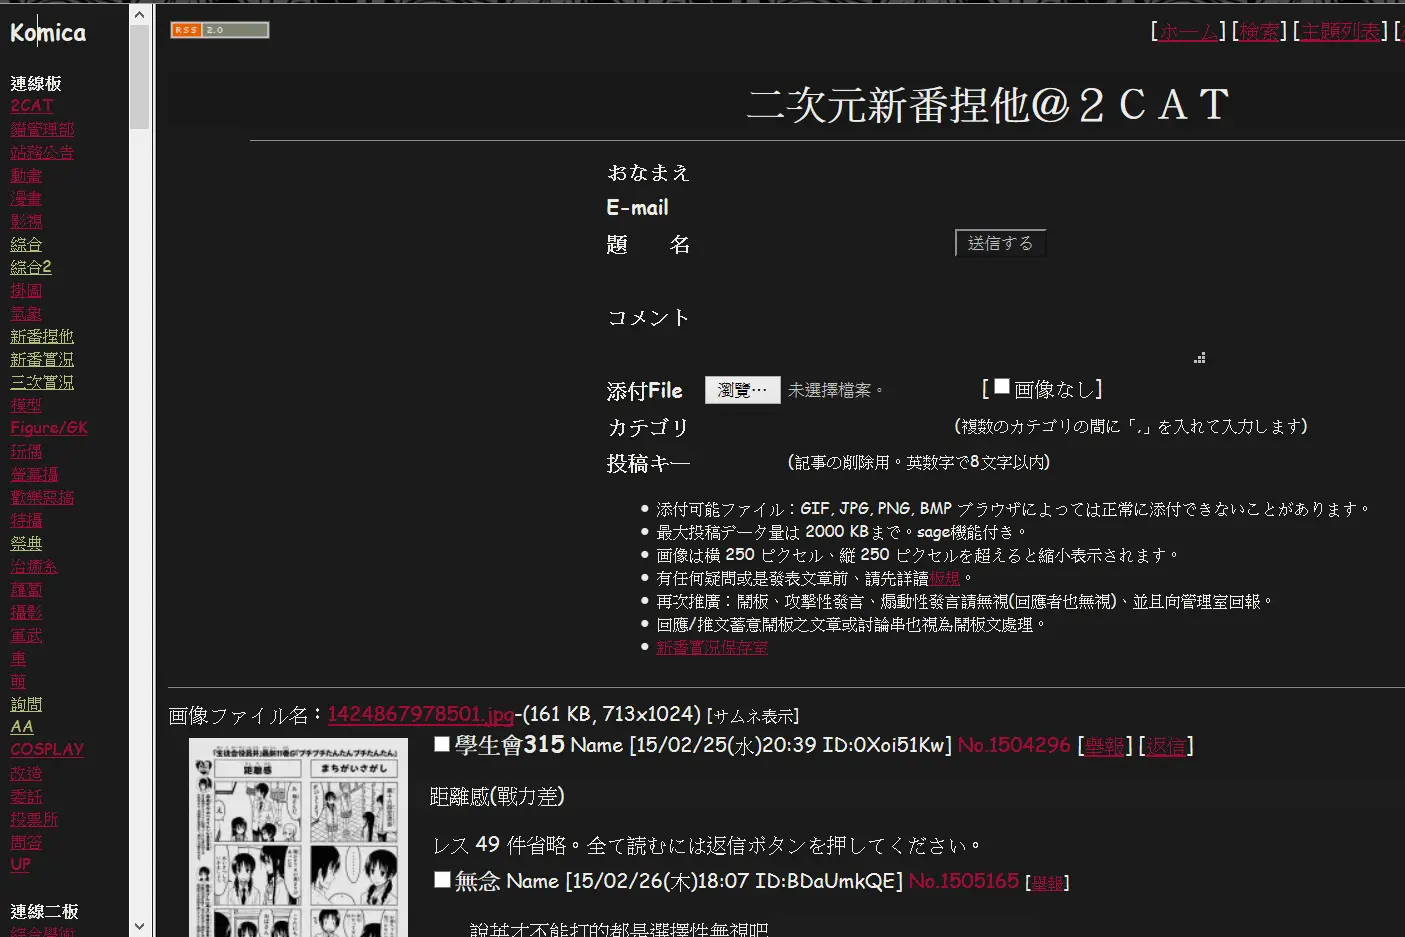 Komica
連線板
2CAT
貓管理部
站務公告
動畫
漫畫
影視
綜合
綜合2
掛圖
氣象
新番捏他
新番實況
三次實況
模型
Figure/GK
玩偶
螢幕攝
歡樂惡搞
特攝
祭典
治癒系
蘿蔔
攝影
軍武
車
萌
詢問
AA
COSPLAY
改造
委託
投票所
問答
UP
連線二板
綜合學術
RSS 2.0
[ホーム] [検索] [主題列表] [
二次元新番捏他@２ＣＡＴ
おなまえ
E-mail
題　　名 送信する
コメント
添付File 瀏覽… 未選擇檔案。 [画像なし]
カテゴリ (複数のカテゴリの間に「,」を入れて入力します)
投稿キー (記事の削除用。英数字で8文字以内)
• 添付可能ファイル：GIF, JPG, PNG, BMP ブラウザによっては正常に添付できないことがあります。
• 最大投稿データ量は 2000 KBまで。sage機能付き。
• 画像は横 250 ピクセル、縦 250 ピクセルを超えると縮小表示されます。
• 有任何疑問或是發表文章前、請先詳讀板規。
• 再次推廣：鬧板、攻擊性發言、煽動性發言請無視(回應者也無視)、並且向管理室回報。
• 回應/推文蓄意鬧板之文章或討論串也視為鬧板文處理。
• 新番實況保存室
画像ファイル名：1424867978501.jpg-(161 KB, 713x1024) [サムネ表示]
學生會315 Name [15/02/25(水)20:39 ID:0Xoi51Kw] No.1504296 [舉報] [返信]
距離感
まちがいさがし
距離感(戰力差)
レス 49 件省略。全て読むには返信ボタンを押してください。
無念 Name [15/02/26(木)18:07 ID:BDaUmkQE] No.1505165 [舉報]
說英才不能打的都是選擇性無視吧